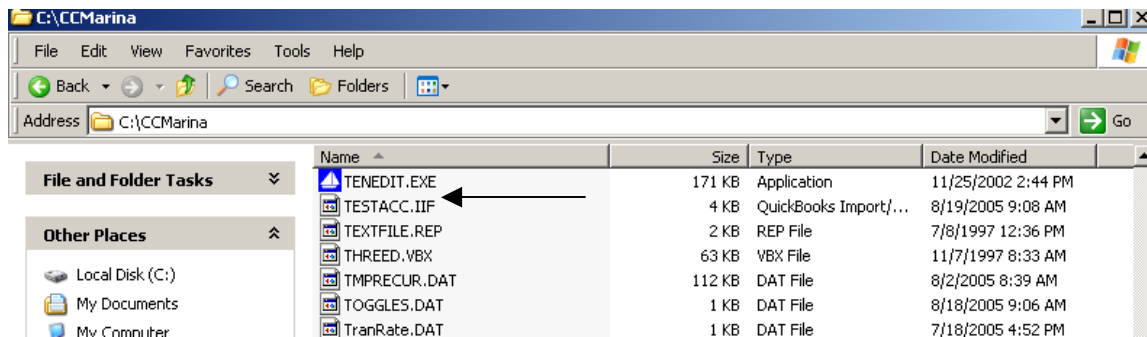 C:\CCMarina
File Edit View Favorites Tools Help
Back Search Folders
Address C:\CCMarina Go
Name Size Type Date Modified
File and Folder Tasks
TENEDIT.EXE 171 KB Application 11/25/2002 2:44 PM
TESTACC.IIF 4 KB QuickBooks Import/... 8/19/2005 9:08 AM
Other Places
TEXTFILE.REP 2 KB REP File 7/8/1997 12:36 PM
THREED.VBX 63 KB VBX File 11/7/1997 8:33 AM
Local Disk (C:)
TMPRECUR.DAT 112 KB DAT File 8/2/2005 8:39 AM
My Documents
TOGGLES.DAT 1 KB DAT File 8/18/2005 9:06 AM
My Computer
TranRate.DAT 1 KB DAT File 7/18/2005 4:52 PM